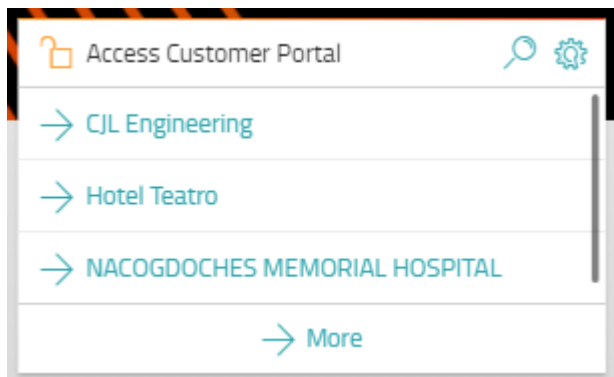 Access Customer Portal
CJL Engineering
Hotel Teatro
NACOGDOCHES MEMORIAL HOSPITAL
More